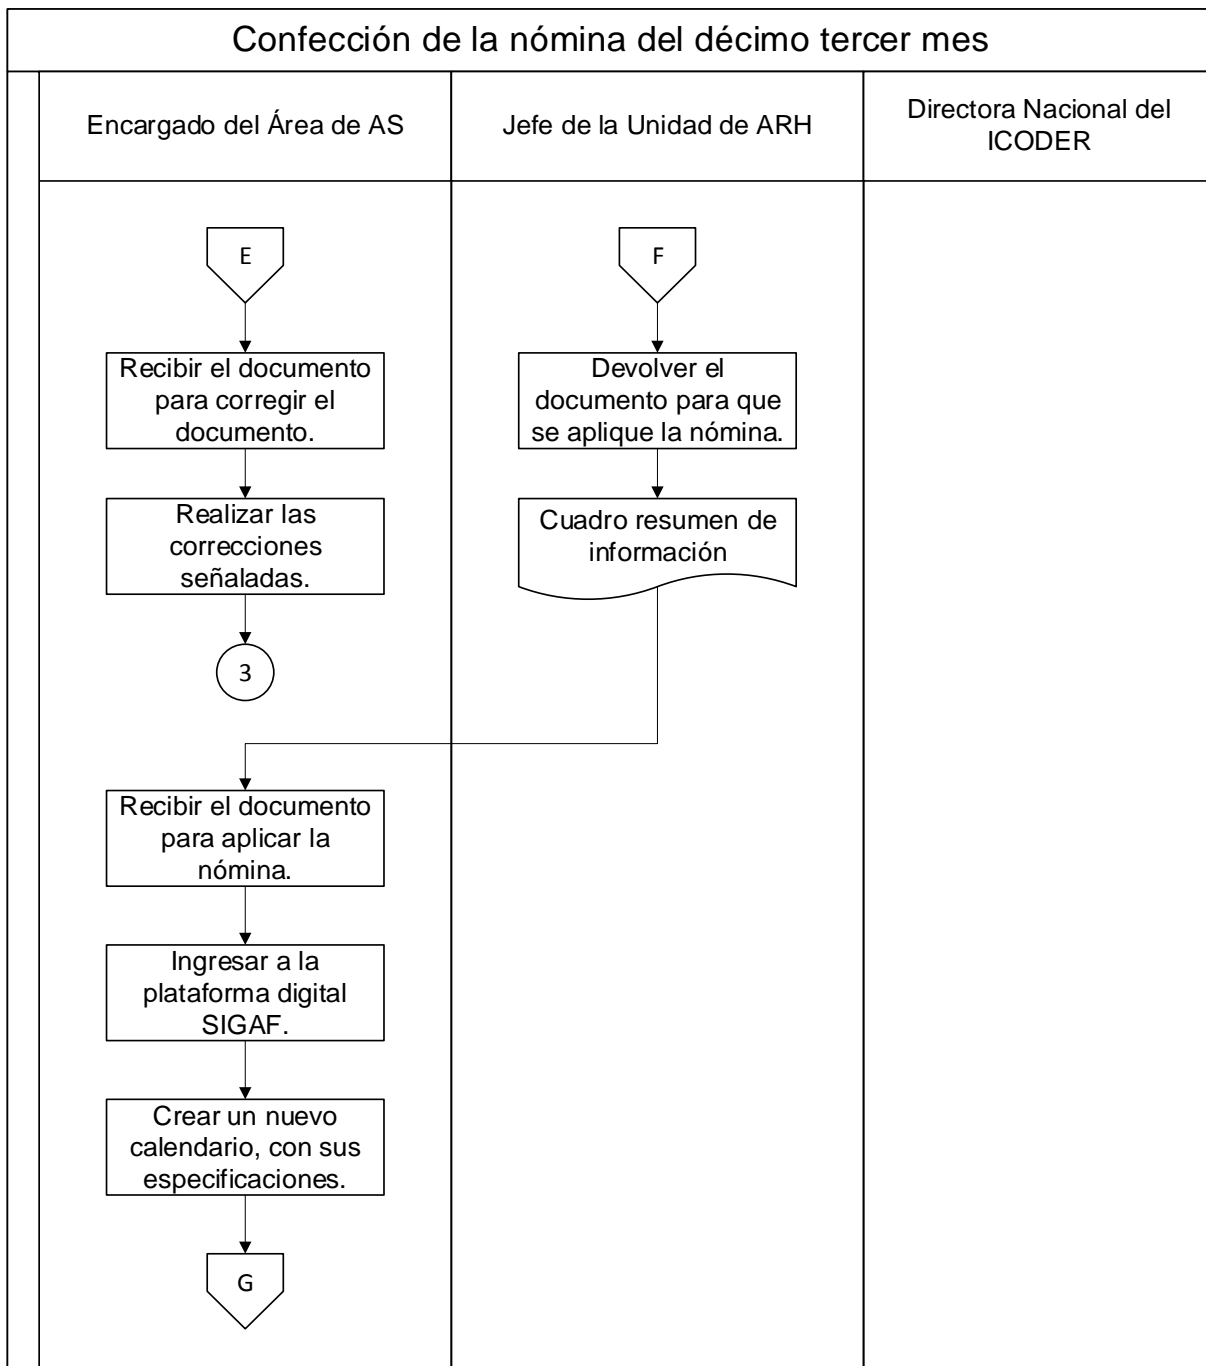 Confección de la nómina del décimo tercer mes
Encargado del Área de AS
Jefe de la Unidad de ARH
Directora Nacional del
ICODER
E
F
Recibir el documento
para corregir el
documento.
Devolver el
documento para que
se aplique la nómina.
Realizar las
correcciones
señaladas.
Cuadro resumen de
información
3
Recibir el documento
para aplicar la
nómina.
Ingresar a la
plataforma digital
SIGAF.
Crear un nuevo
calendario, con sus
especificaciones.
G